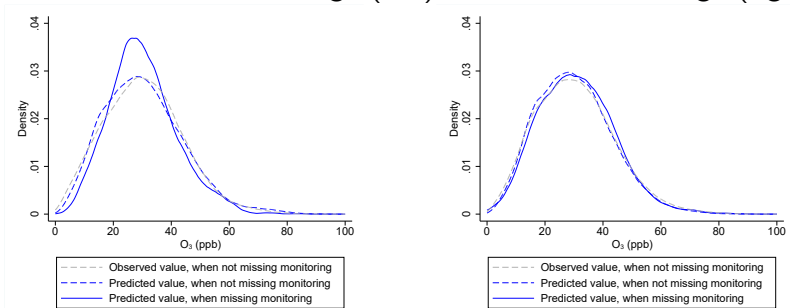 .04
.03
.02
.01
0
Density
0 20 40 60 80 100
O₃ (ppb)
Observed value, when not missing monitoring
Predicted value, when not missing monitoring
Predicted value, when missing monitoring
.04
.03
.02
.01
0
Density
0 20 40 60 80 100
O₃ (ppb)
Observed value, when not missing monitoring
Predicted value, when not missing monitoring
Predicted value, when missing monitoring